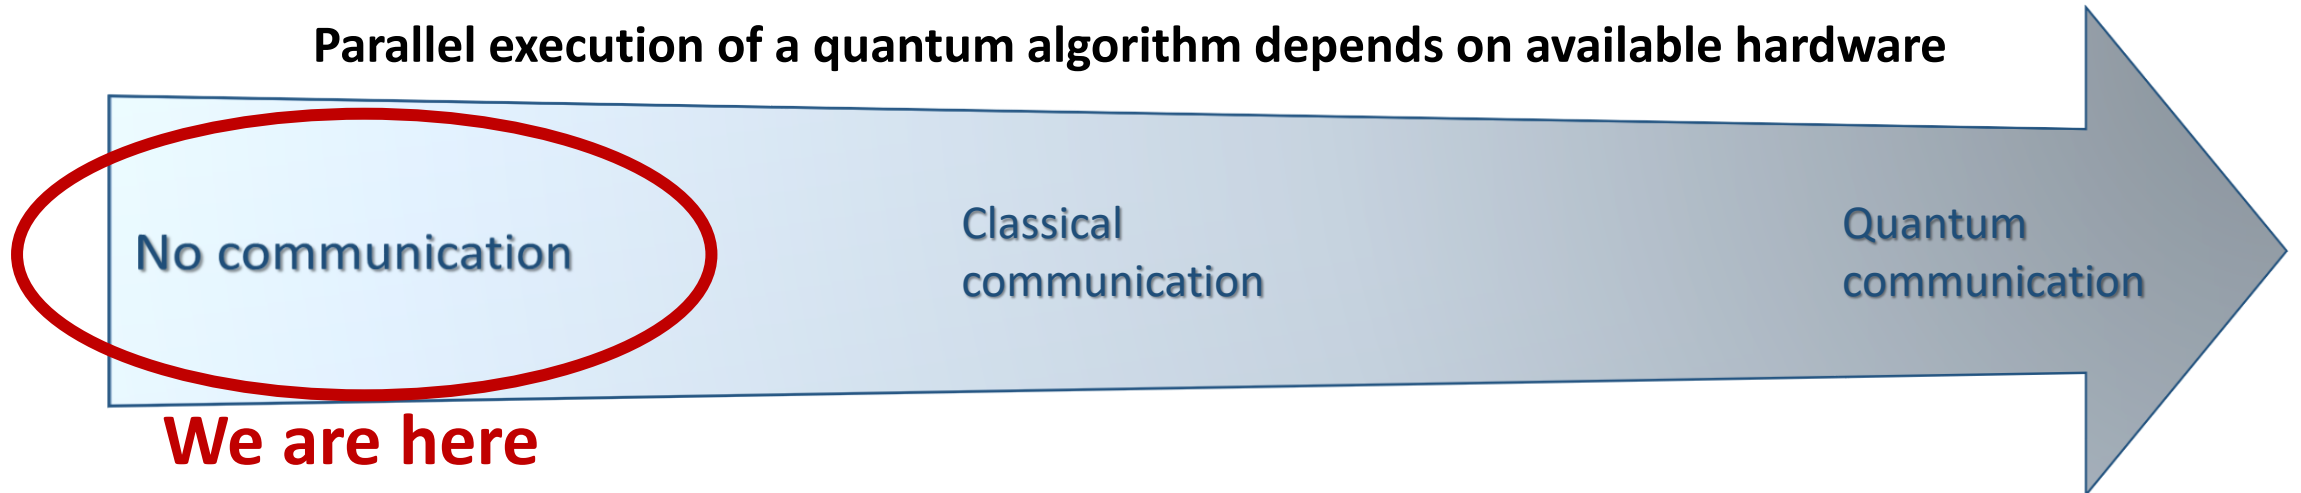 Parallel execution of a quantum algorithm depends on available hardware
No communication
Classical
communication
Quantum
communication
We are here